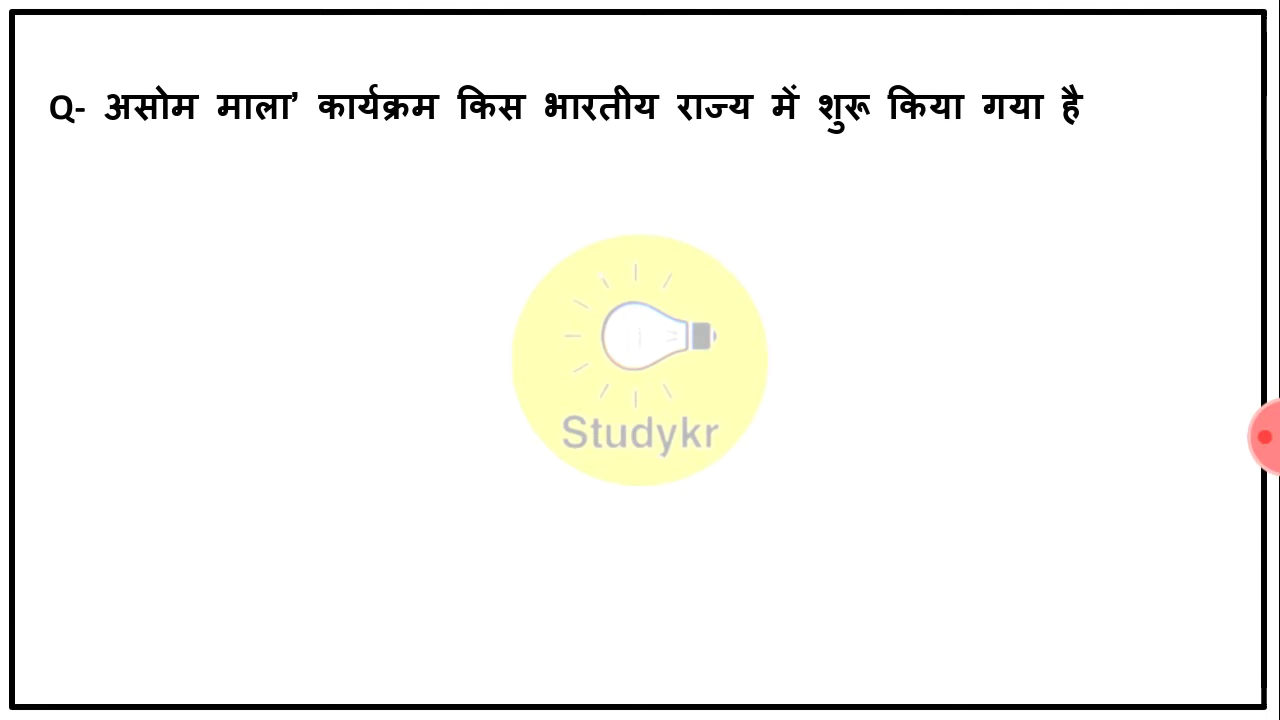 Q- असोम माला’ कार्यक्रम किस भारतीय राज्य में शुरू किया गया है
Studykr